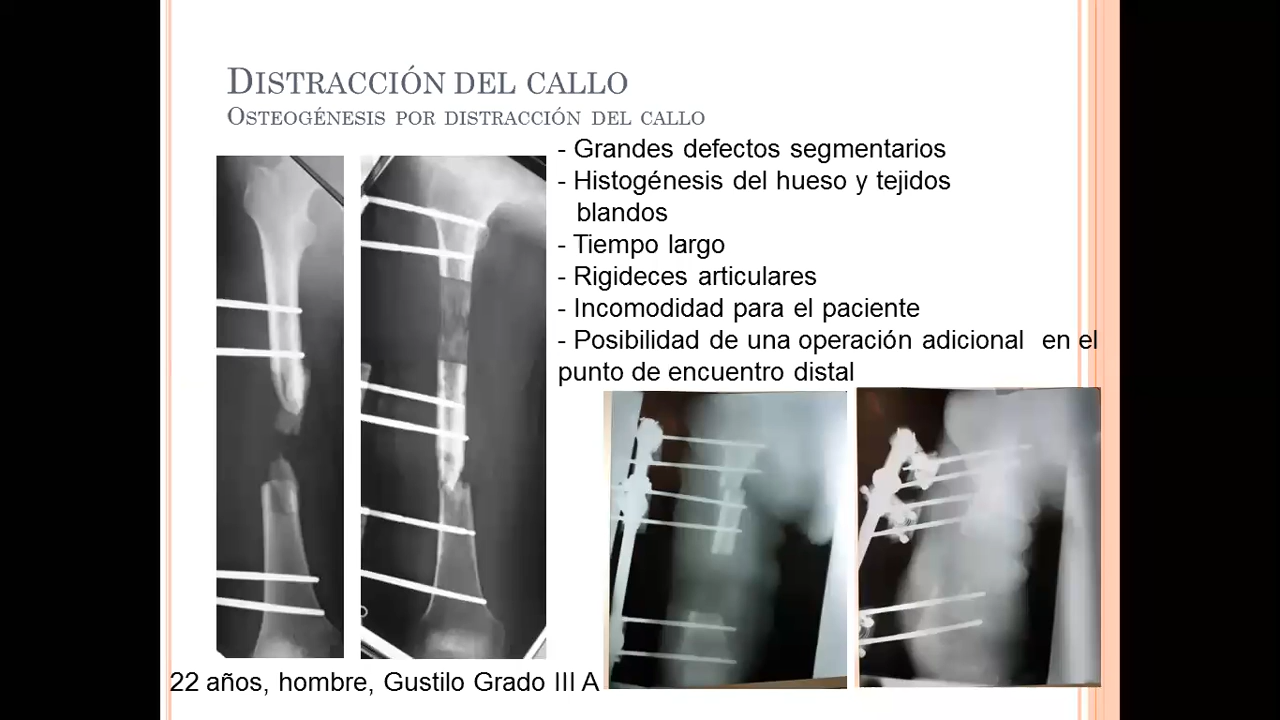 DISTRACCIÓN DEL CALLO
OSTEOGÉNESIS POR DISTRACCIÓN DEL CALLO
- Grandes defectos segmentarios
- Histogénesis del hueso y tejidos
blandos
- Tiempo largo
- Rigideces articulares
- Incomodidad para el paciente
- Posibilidad de una operación adicional en el
punto de encuentro distal
22 años, hombre, Gustilo Grado III A